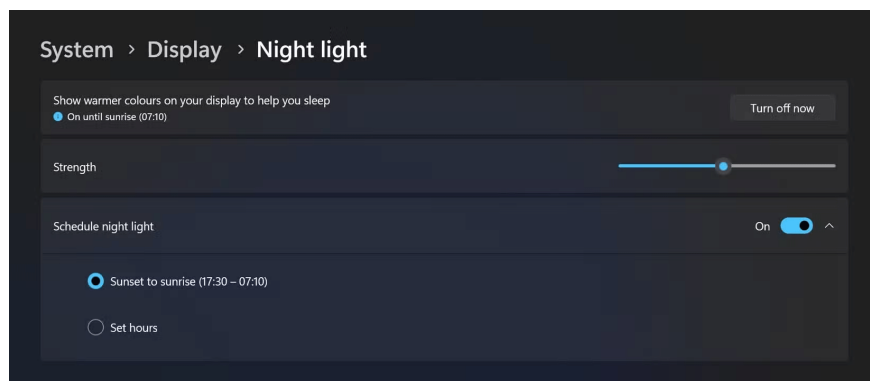 System > Display > Night light
Show warmer colours on your display to help you sleep
On until sunrise (07:10)
Turn off now
Strength
Schedule night light
On
Sunset to sunrise (17:30 – 07:10)
Set hours